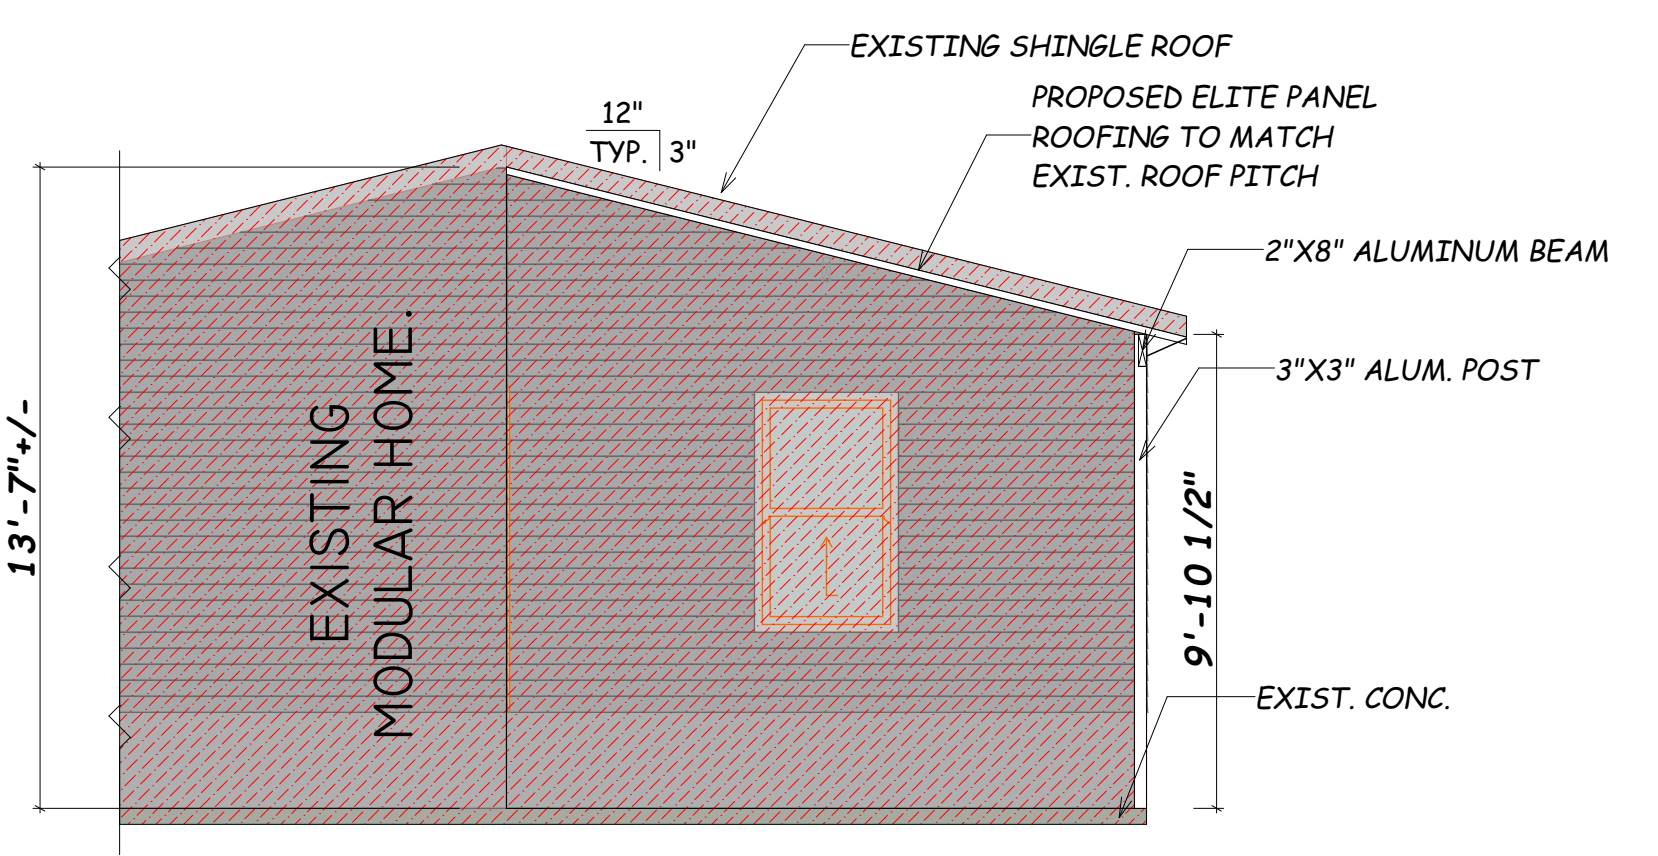 EXISTING SHINGLE ROOF
PROPOSED ELITE PANEL
ROOFING TO MATCH
EXIST. ROOF PITCH
12"
TYP. 3"
2"X8" ALUMINUM BEAM
3"X3" ALUM. POST
13'-7"+/-
EXISTING
MODULAR HOME.
9'-10 1/2"
EXIST. CONC.